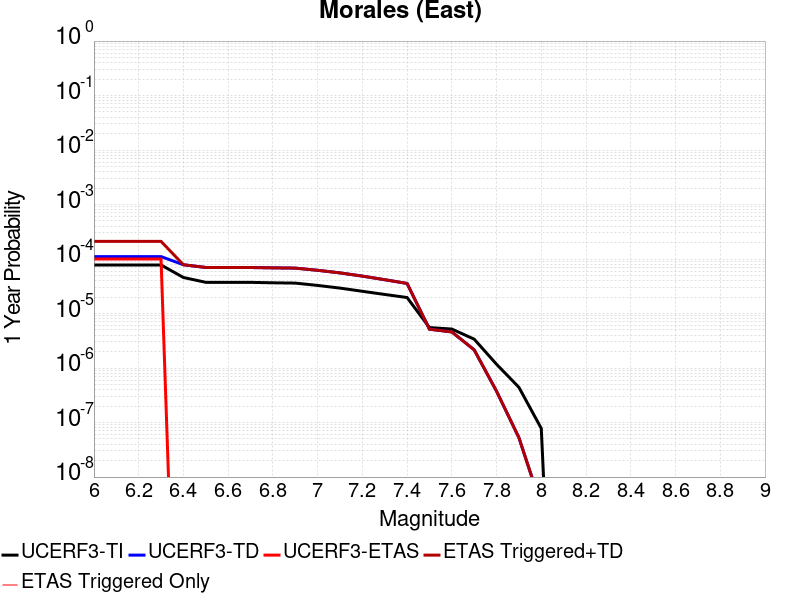 Morales (East)
10^0
10^-1
10^-2
10^-3
10^-4
10^-5
10^-6
10^-7
10^-8
1 Year Probability
6 6.2 6.4 6.6 6.8 7 7.2 7.4 7.6 7.8 8 8.2 8.4 8.6 8.8 9
Magnitude
UCERF3-TI UCERF3-TD UCERF3-ETAS ETAS Triggered+TD
ETAS Triggered Only